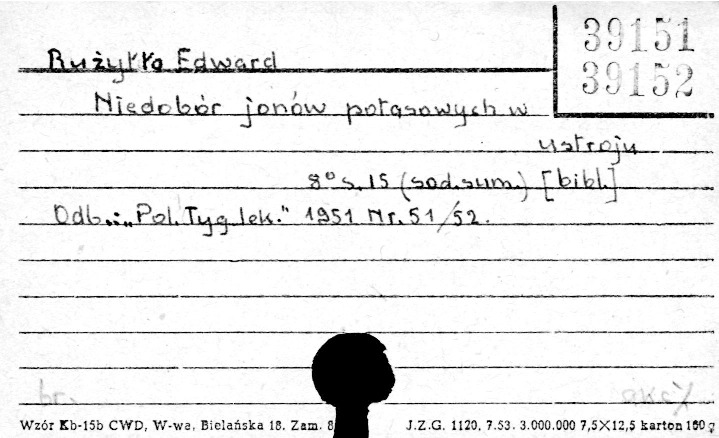 39151
39152
Rużyłło Edward
Niedobór jonów potasowych w
ustroju
8° s. 15 (sod. sum.) [bibl.]
Odb.: „Pol. Tyg. lek." 1951 Nr. 51/52.
br.
Wzór Kb-15b CWD, W-wa, Bielańska 18. Zam. 8
J.Z.G. 1120, 7.53. 3.000.000 7,5×12,5 karton 160 g